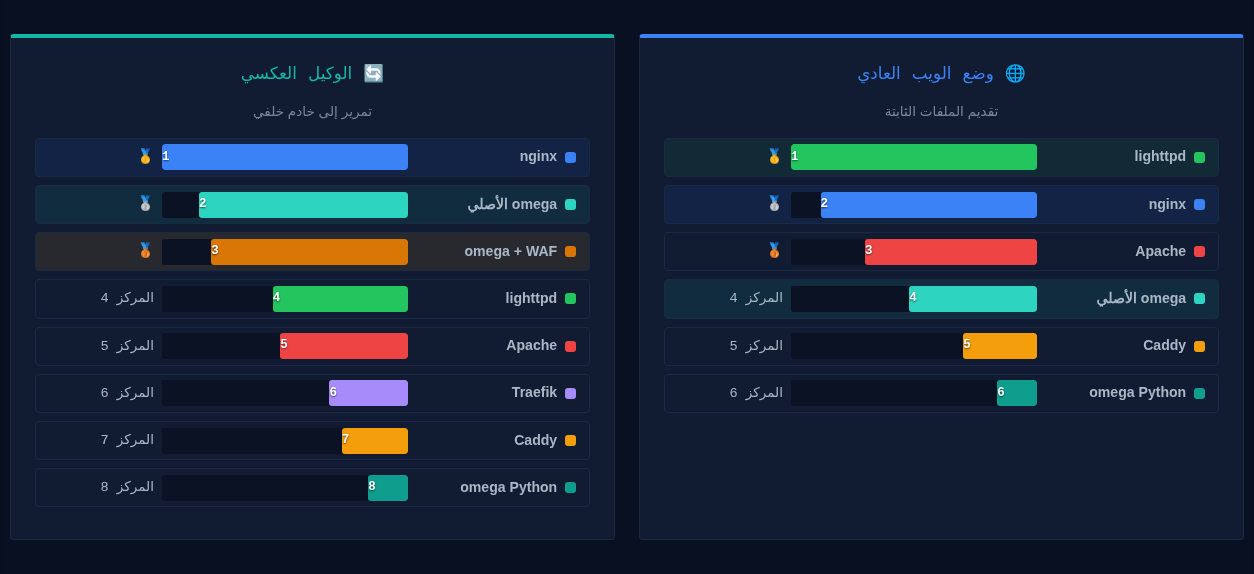 🌐 وضع الويب العادي
تقديم الملفات الثابتة
lighttpd 1 🥇
nginx 2 🥈
Apache 3 🥉
omega الأصلي 4 المركز 4
Caddy 5 المركز 5
omega Python 6 المركز 6
🔄 الوكيل العكسي
تمرير إلى خادم خلفي
nginx 1 🥇
omega الأصلي 2 🥈
omega + WAF 3 🥉
lighttpd 4 المركز 4
Apache 5 المركز 5
Traefik 6 المركز 6
Caddy 7 المركز 7
omega Python 8 المركز 8